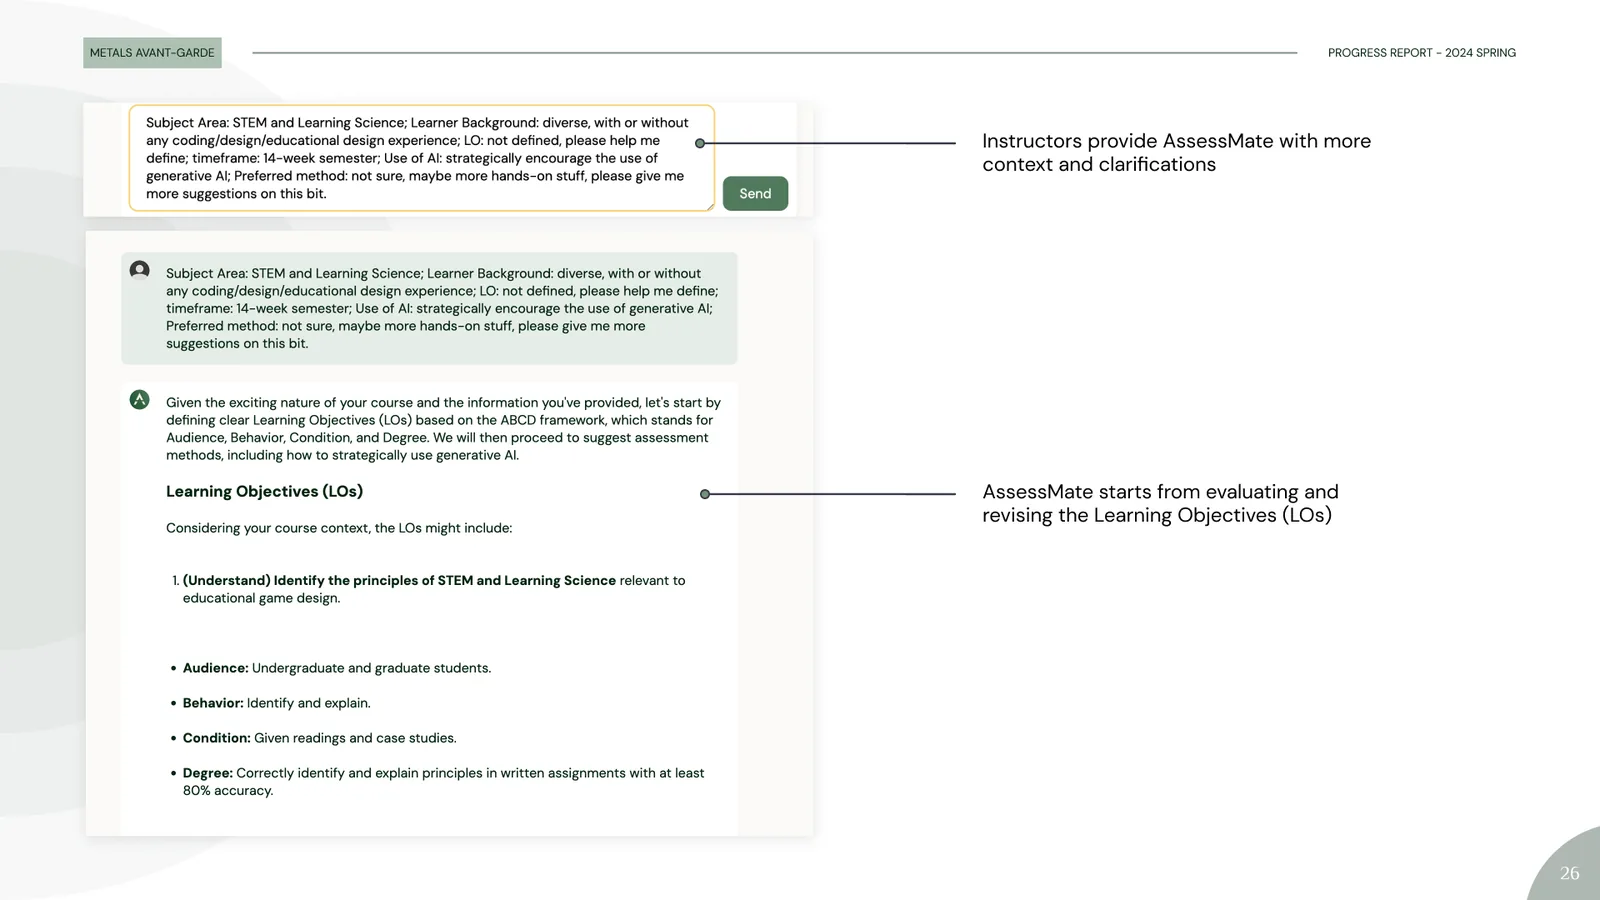 METALS AVANT-GARDE
PROGRESS REPORT - 2024 SPRING
Subject Area: STEM and Learning Science; Learner Background: diverse, with or without
any coding/design/educational design experience; LO: not defined, please help me
define; timeframe: 14-week semester; Use of AI: strategically encourage the use of
generative AI; Preferred method: not sure, maybe more hands-on stuff, please give me
more suggestions on this bit.
Send
Instructors provide AssessMate with more
context and clarifications
Subject Area: STEM and Learning Science; Learner Background: diverse, with or without
any coding/design/educational design experience; LO: not defined, please help me define;
timeframe: 14-week semester; Use of AI: strategically encourage the use of generative AI;
Preferred method: not sure, maybe more hands-on stuff, please give me more
suggestions on this bit.
Given the exciting nature of your course and the information you've provided, let's start by
defining clear Learning Objectives (LOs) based on the ABCD framework, which stands for
Audience, Behavior, Condition, and Degree. We will then proceed to suggest assessment
methods, including how to strategically use generative AI.
Learning Objectives (LOs)
Considering your course context, the LOs might include:
1. (Understand) Identify the principles of STEM and Learning Science relevant to
educational game design.
• Audience: Undergraduate and graduate students.
• Behavior: Identify and explain.
• Condition: Given readings and case studies.
• Degree: Correctly identify and explain principles in written assignments with at least
80% accuracy.
AssessMate starts from evaluating and
revising the Learning Objectives (LOs)
26